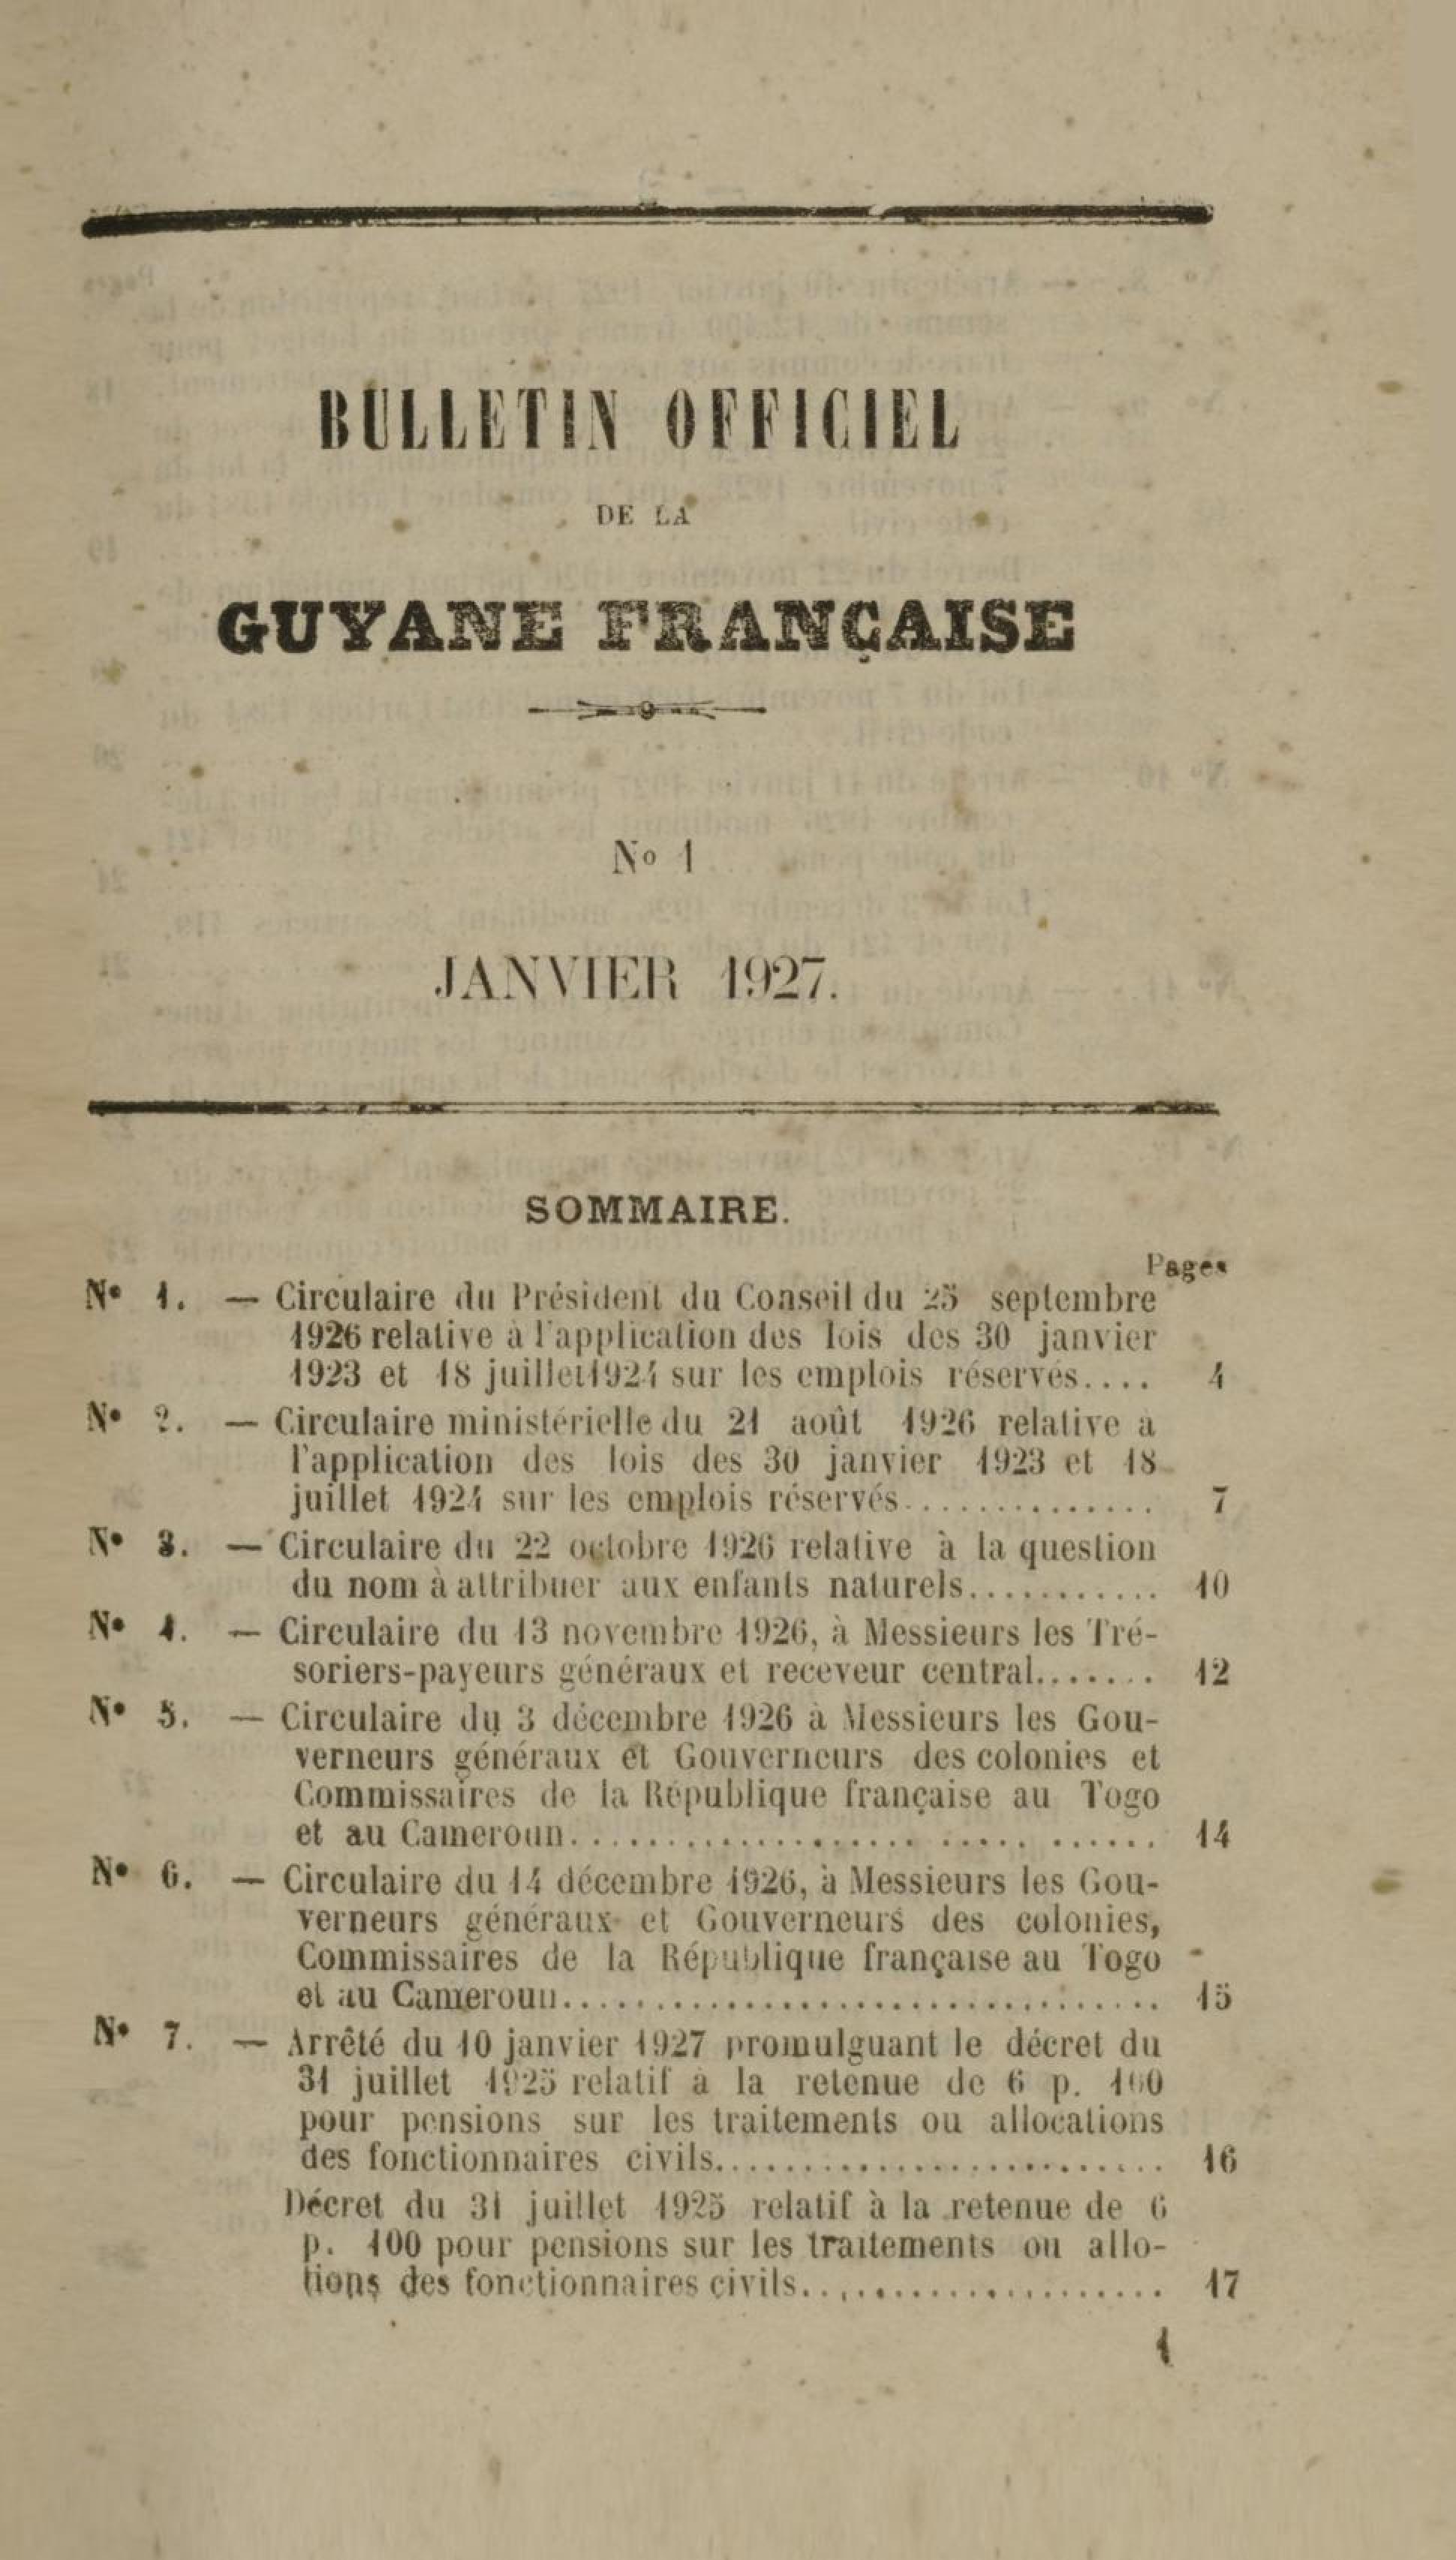 BULLETIN OFFICIEL
DE LA
GUYANE FRANÇAISE
No 1
JANVIER 1927.
SOMMAIRE.
Pages
N° 1. — Circulaire du Président du Conseil du 25 septembre
1926 relative à l'application des lois des 30 janvier
1923 et 18 juillet 1924 sur les emplois réservés.... 4
N° 2. — Circulaire ministérielle du 21 août 1926 relative a
l'application des lois des 30 janvier 1923 et 18
juillet 1924 sur les emplois réservés.............. 7
N° 3. — Circulaire du 22 octobre 1926 relative à la question
du nom à attribuer aux enfants naturels........... 10
N° 4. — Circulaire du 13 novembre 1926, à Messieurs les Tré-
soriers-payeurs généraux et receveur central....... 12
N° 5. — Circulaire du 3 décembre 1926 à Messieurs les Gou-
verneurs généraux et Gouverneurs des colonies et
Commissaires de la République française au Togo
et au Cameroun............................. 14
N° 6. — Circulaire du 14 décembre 1926, à Messieurs les Gou-
verneurs généraux et Gouverneurs des colonies,
Commissaires de la République française au Togo
et au Cameroun............................... 15
N° 7. — Arrêté du 10 janvier 1927 promulguant le décret du
31 juillet 1925 relatif à la retenue de 6 p. 100
pour pensions sur les traitements ou allocations
des fonctionnaires civils........................ 16
Décret du 31 juillet 1925 relatif à la retenue de 6
p. 100 pour pensions sur les traitements ou allo-
tions des fonctionnaires civils................... 17
1